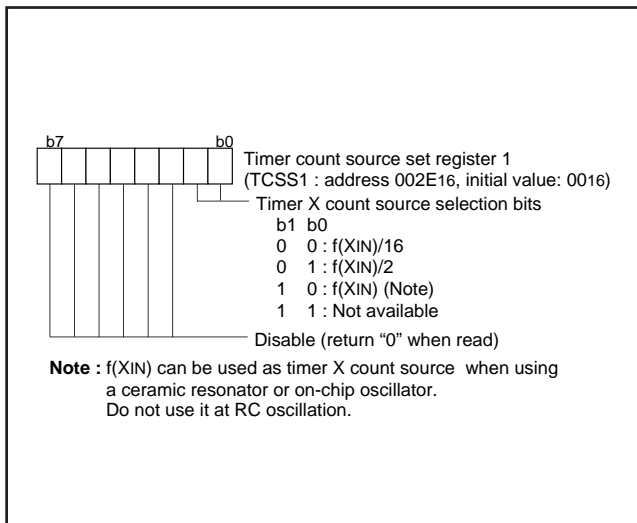 b7 b0
Timer count source set register 1
(TCSS1 : address 002E16, initial value: 0016)
Timer X count source selection bits
b1 b0
0 0 : f(XIN)/16
0 1 : f(XIN)/2
1 0 : f(XIN) (Note)
1 1 : Not available
Disable (return “0” when read)
Note : f(XIN) can be used as timer X count source when using
a ceramic resonator or on-chip oscillator.
Do not use it at RC oscillation.